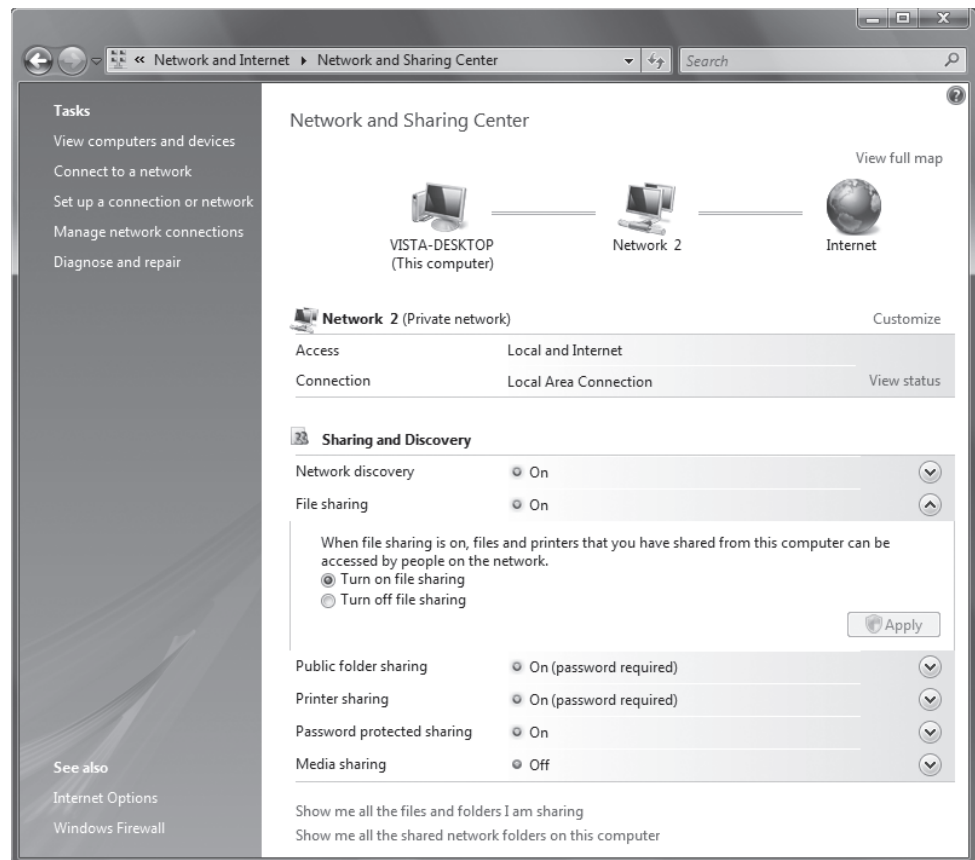 « Network and Internet ▸ Network and Sharing Center
Search
Tasks
View computers and devices
Connect to a network
Set up a connection or network
Manage network connections
Diagnose and repair
See also
Internet Options
Windows Firewall
Network and Sharing Center
View full map
VISTA-DESKTOP
(This computer)
Network 2
Internet
Network 2 (Private network)
Customize
Access Local and Internet
Connection Local Area Connection View status
Sharing and Discovery
Network discovery On
File sharing On
When file sharing is on, files and printers that you have shared from this computer can be
accessed by people on the network.
Turn on file sharing
Turn off file sharing
Apply
Public folder sharing On (password required)
Printer sharing On (password required)
Password protected sharing On
Media sharing Off
Show me all the files and folders I am sharing
Show me all the shared network folders on this computer